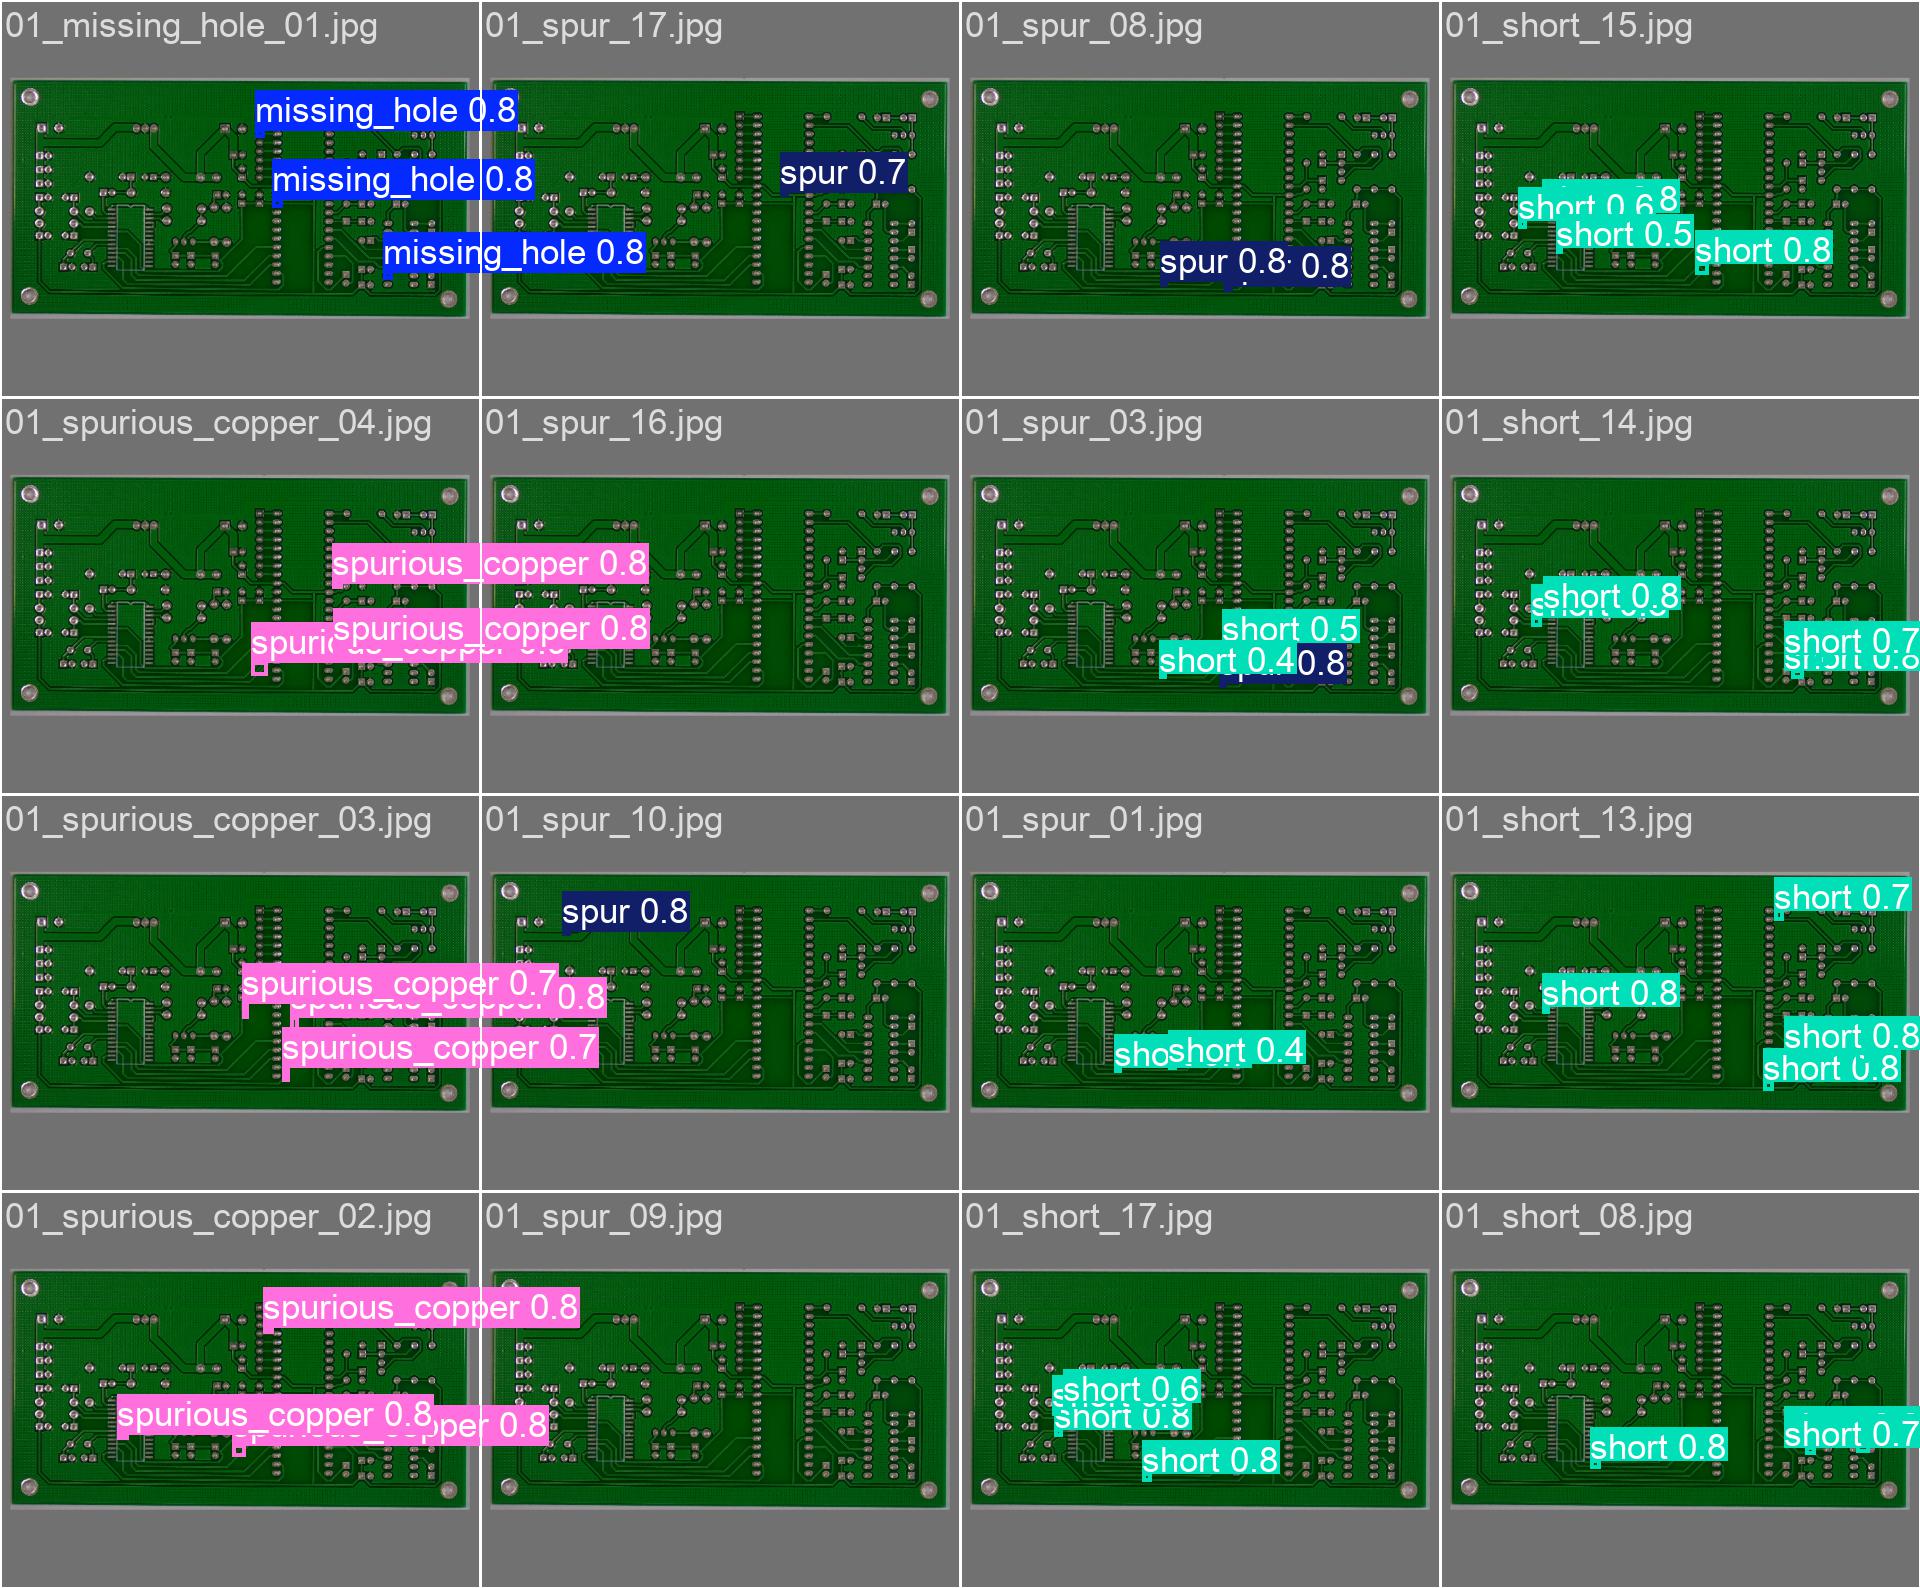 01_missing_hole_01.jpg
missing_hole 0.8
missing_hole 0.8
missing_hole 0.8
01_spur_17.jpg
spur 0.7
01_spur_08.jpg
spur 0.8
0.8
01_short_15.jpg
8
short 0.6
short 0.5
short 0.8
01_spurious_copper_04.jpg
spurious_copper 0.8
spurious_copper 0.8
01_spur_16.jpg
01_spur_03.jpg
short 0.5
short 0.4
0.8
01_short_14.jpg
short 0.8
short 0.7
short 0.8
01_spurious_copper_03.jpg
spurious_copper 0.7
spurious_copper 0.8
spurious_copper 0.7
01_spur_10.jpg
spur 0.8
01_spur_01.jpg
short 0.4
01_short_13.jpg
short 0.7
short 0.8
short 0.8
short 0.8
01_spurious_copper_02.jpg
spurious_copper 0.8
spurious_copper 0.8
spurious_copper 0.8
01_spur_09.jpg
01_short_17.jpg
short 0.6
short 0.8
short 0.8
01_short_08.jpg
short 0.7
short 0.8